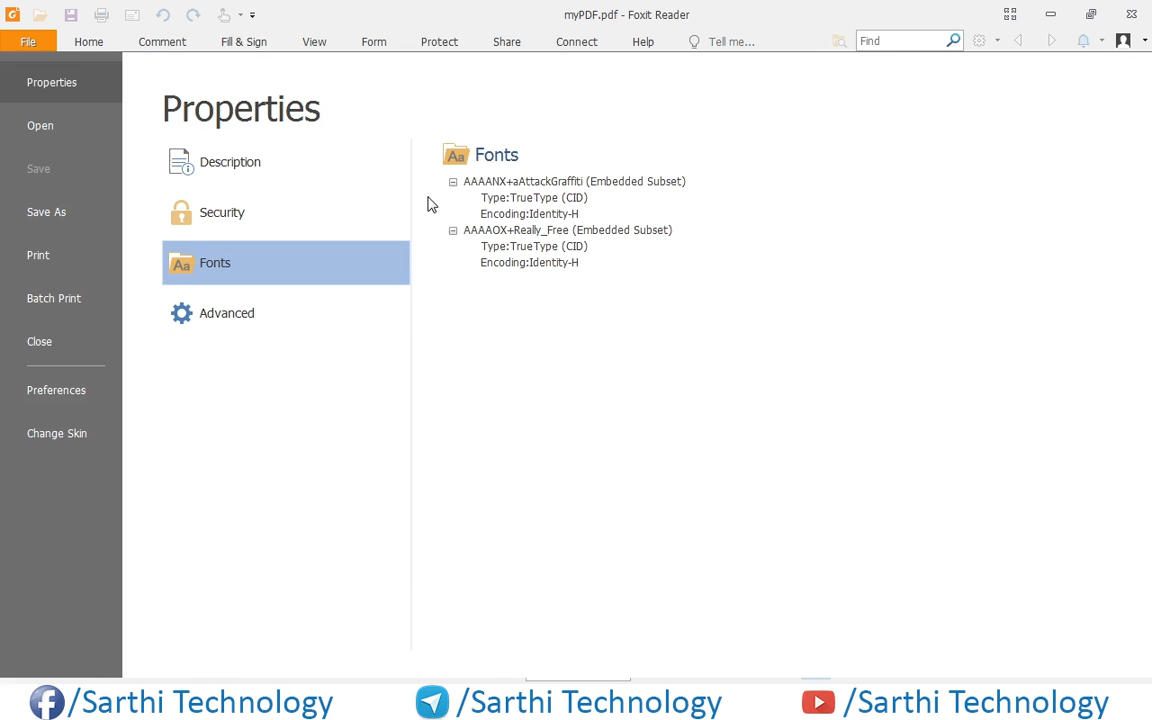 myPDF.pdf - Foxit Reader
File Home Comment Fill & Sign View Form Protect Share Connect Help Tell me... Find
Properties
Open
Save
Save As
Print
Batch Print
Close
Preferences
Change Skin
Properties
Description
Security
Fonts
Advanced
Fonts
AAAANX+aAttackGraffiti (Embedded Subset)
Type:TrueType (CID)
Encoding:Identity-H
AAAAOX+Really_Free (Embedded Subset)
Type:TrueType (CID)
Encoding:Identity-H
/Sarthi Technology /Sarthi Technology /Sarthi Technology